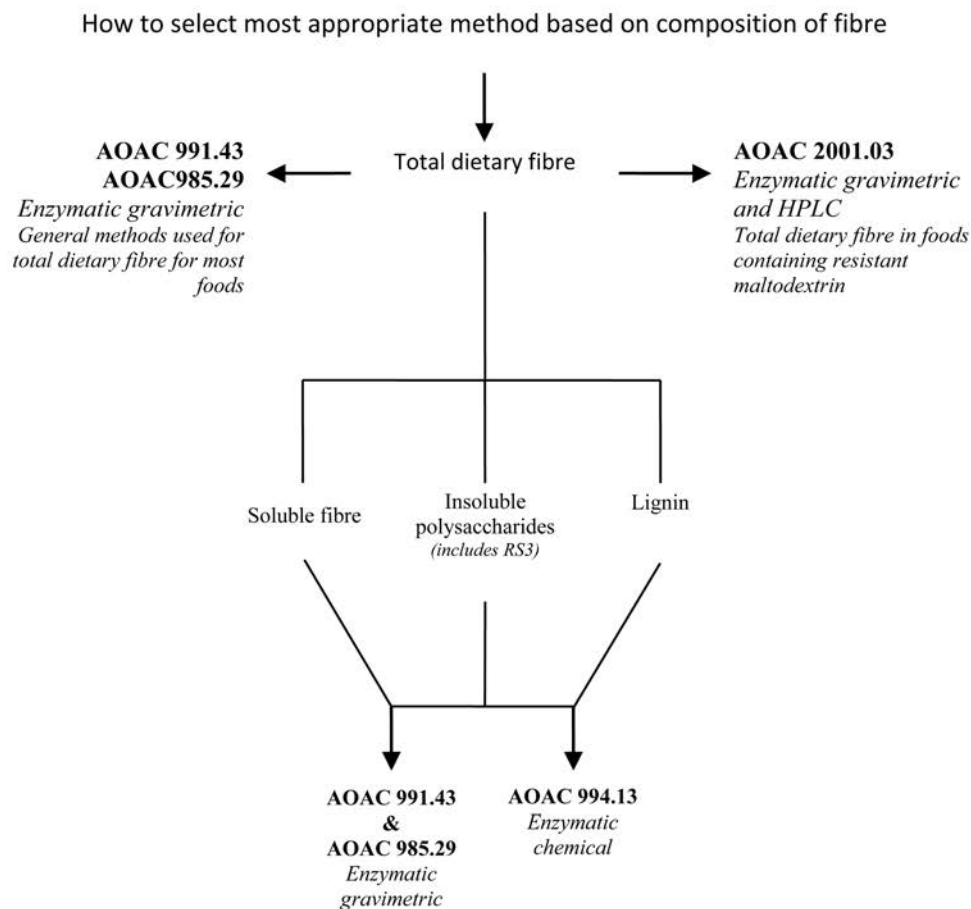 How to select most appropriate method based on composition of fibre
AOAC 991.43
AOAC985.29
Enzymatic gravimetric
General methods used for
total dietary fibre for most
foods
Total dietary fibre
AOAC 2001.03
Enzymatic gravimetric
and HPLC
Total dietary fibre in foods
containing resistant
maltodextrin
Soluble fibre
Insoluble
polysaccharides
(includes RS3)
Lignin
AOAC 991.43
&
AOAC 985.29
Enzymatic
gravimetric
AOAC 994.13
Enzymatic
chemical